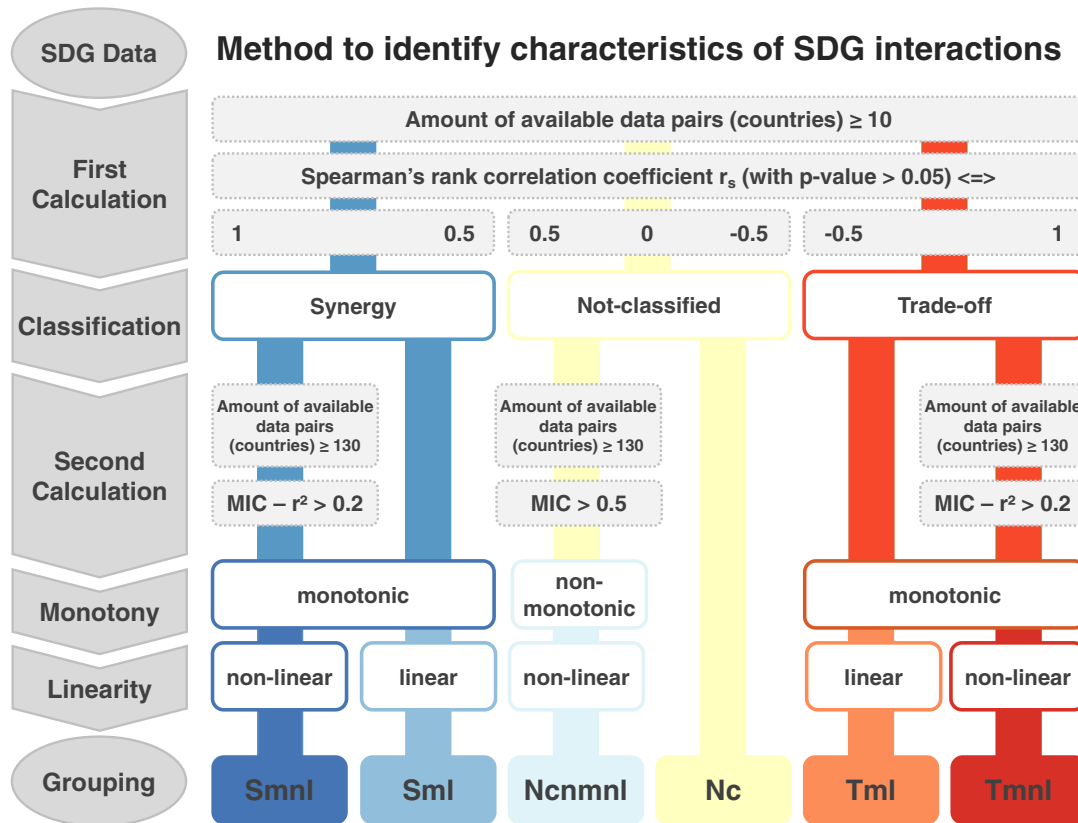 SDG Data
Method to identify characteristics of SDG interactions
Amount of available data pairs (countries) ≥ 10
First
Calculation
Spearman's rank correlation coefficient rₛ (with p-value > 0.05) <=>
1 0.5 0.5 0 -0.5 -0.5 1
Classification
Synergy Not-classified Trade-off
Second
Calculation
Amount of available
data pairs
(countries) ≥ 130
MIC – r² > 0.2
Amount of available
data pairs
(countries) ≥ 130
MIC > 0.5
Amount of available
data pairs
(countries) ≥ 130
MIC – r² > 0.2
Monotony
monotonic
non-
monotonic
monotonic
Linearity
non-linear linear non-linear linear non-linear
Grouping
Smnl Sml Ncnmnl Nc Tml Tmnl